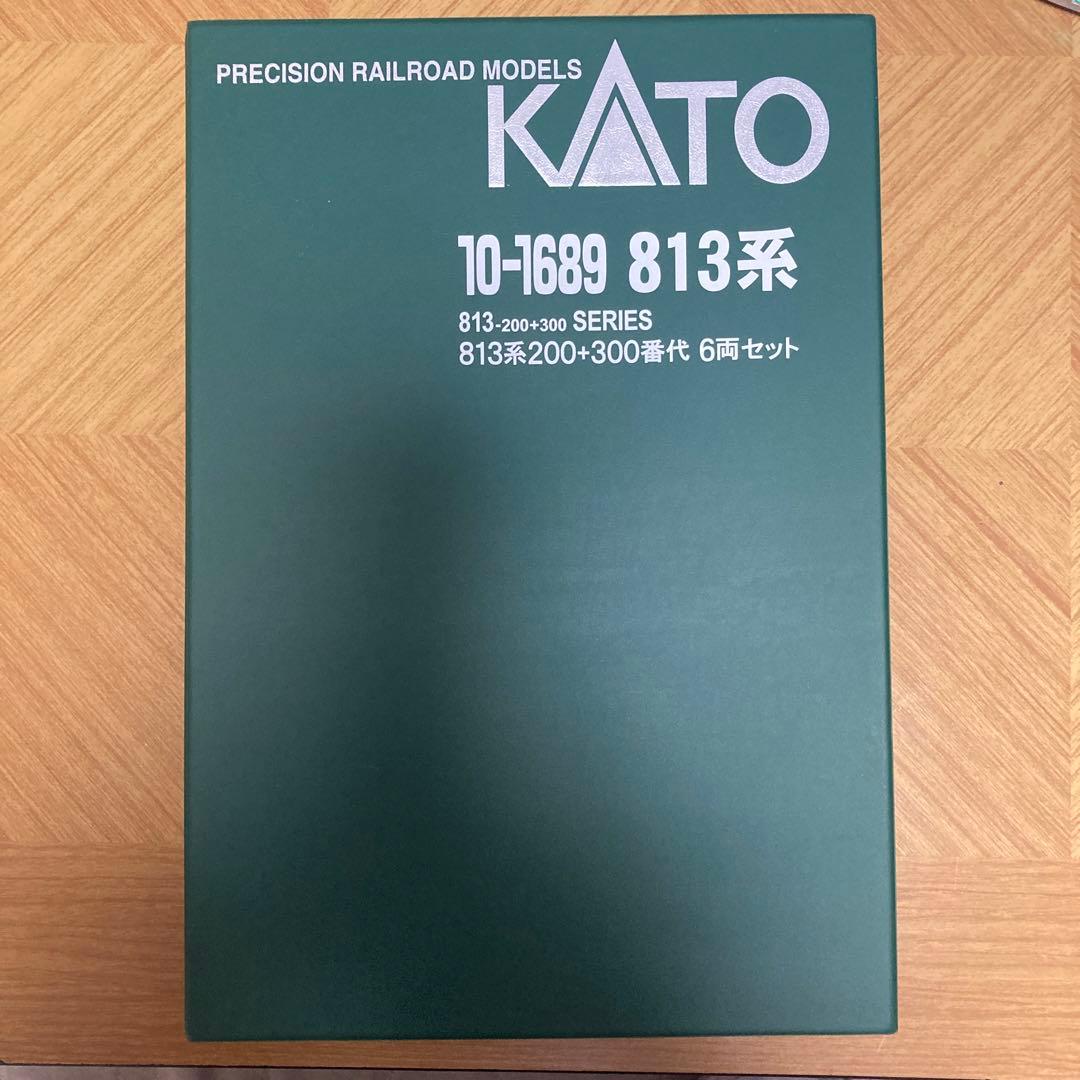 PRECISION RAILROAD MODELS
KATO
10-1689 813系
813-200+300 SERIES
813系200+300番代 6両セット